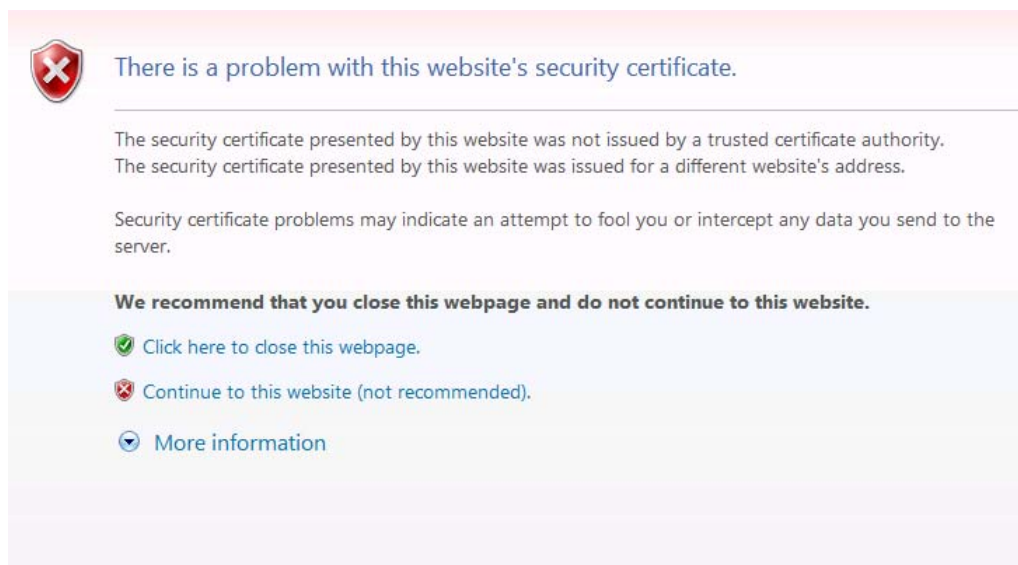 There is a problem with this website's security certificate.
The security certificate presented by this website was not issued by a trusted certificate authority.
The security certificate presented by this website was issued for a different website's address.
Security certificate problems may indicate an attempt to fool you or intercept any data you send to the
server.
We recommend that you close this webpage and do not continue to this website.
Click here to close this webpage.
Continue to this website (not recommended).
More information